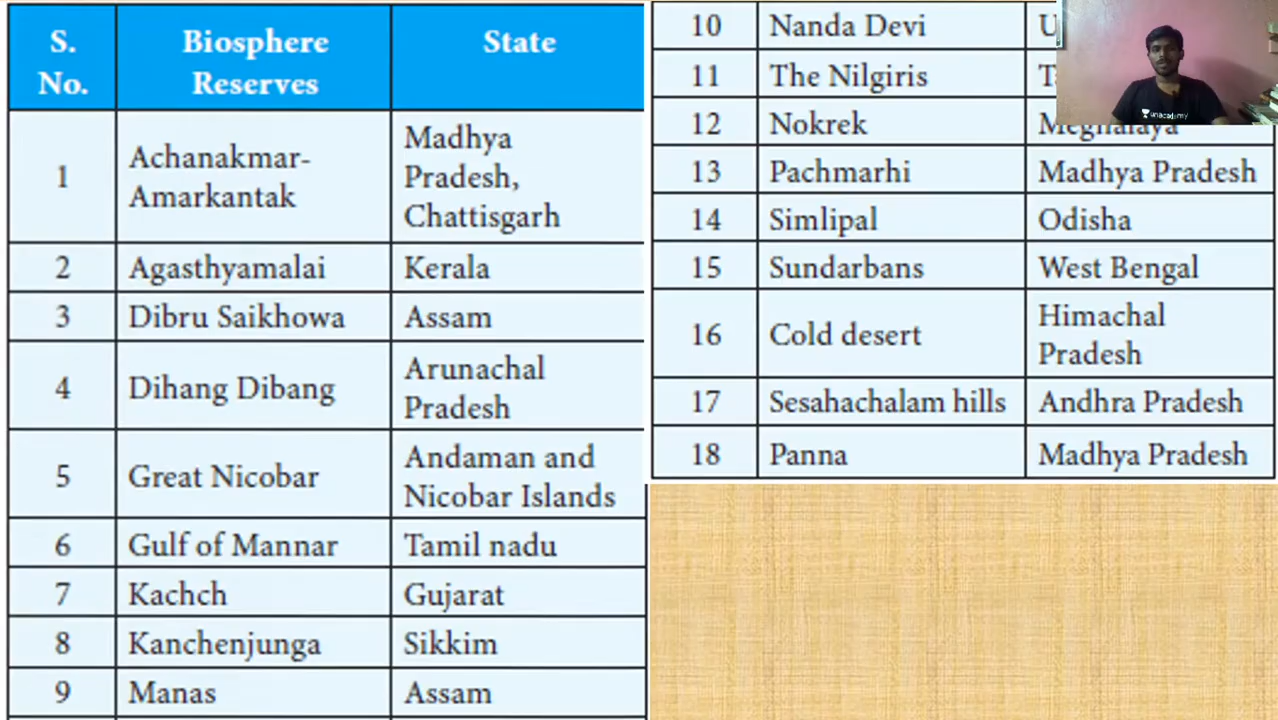 S.
No.
Biosphere
Reserves
State
1
Achanakmar-
Amarkantak
Madhya
Pradesh,
Chattisgarh
2 Agasthyamalai Kerala
3 Dibru Saikhowa Assam
4 Dihang Dibang
Arunachal
Pradesh
5 Great Nicobar
Andaman and
Nicobar Islands
6 Gulf of Mannar Tamil nadu
7 Kachch Gujarat
8 Kanchenjunga Sikkim
9 Manas Assam
10 Nanda Devi
11 The Nilgiris
12 Nokrek Meghalaya
13 Pachmarhi Madhya Pradesh
14 Simlipal Odisha
15 Sundarbans West Bengal
16 Cold desert
Himachal
Pradesh
17 Sesahachalam hills Andhra Pradesh
18 Panna Madhya Pradesh
unacademy